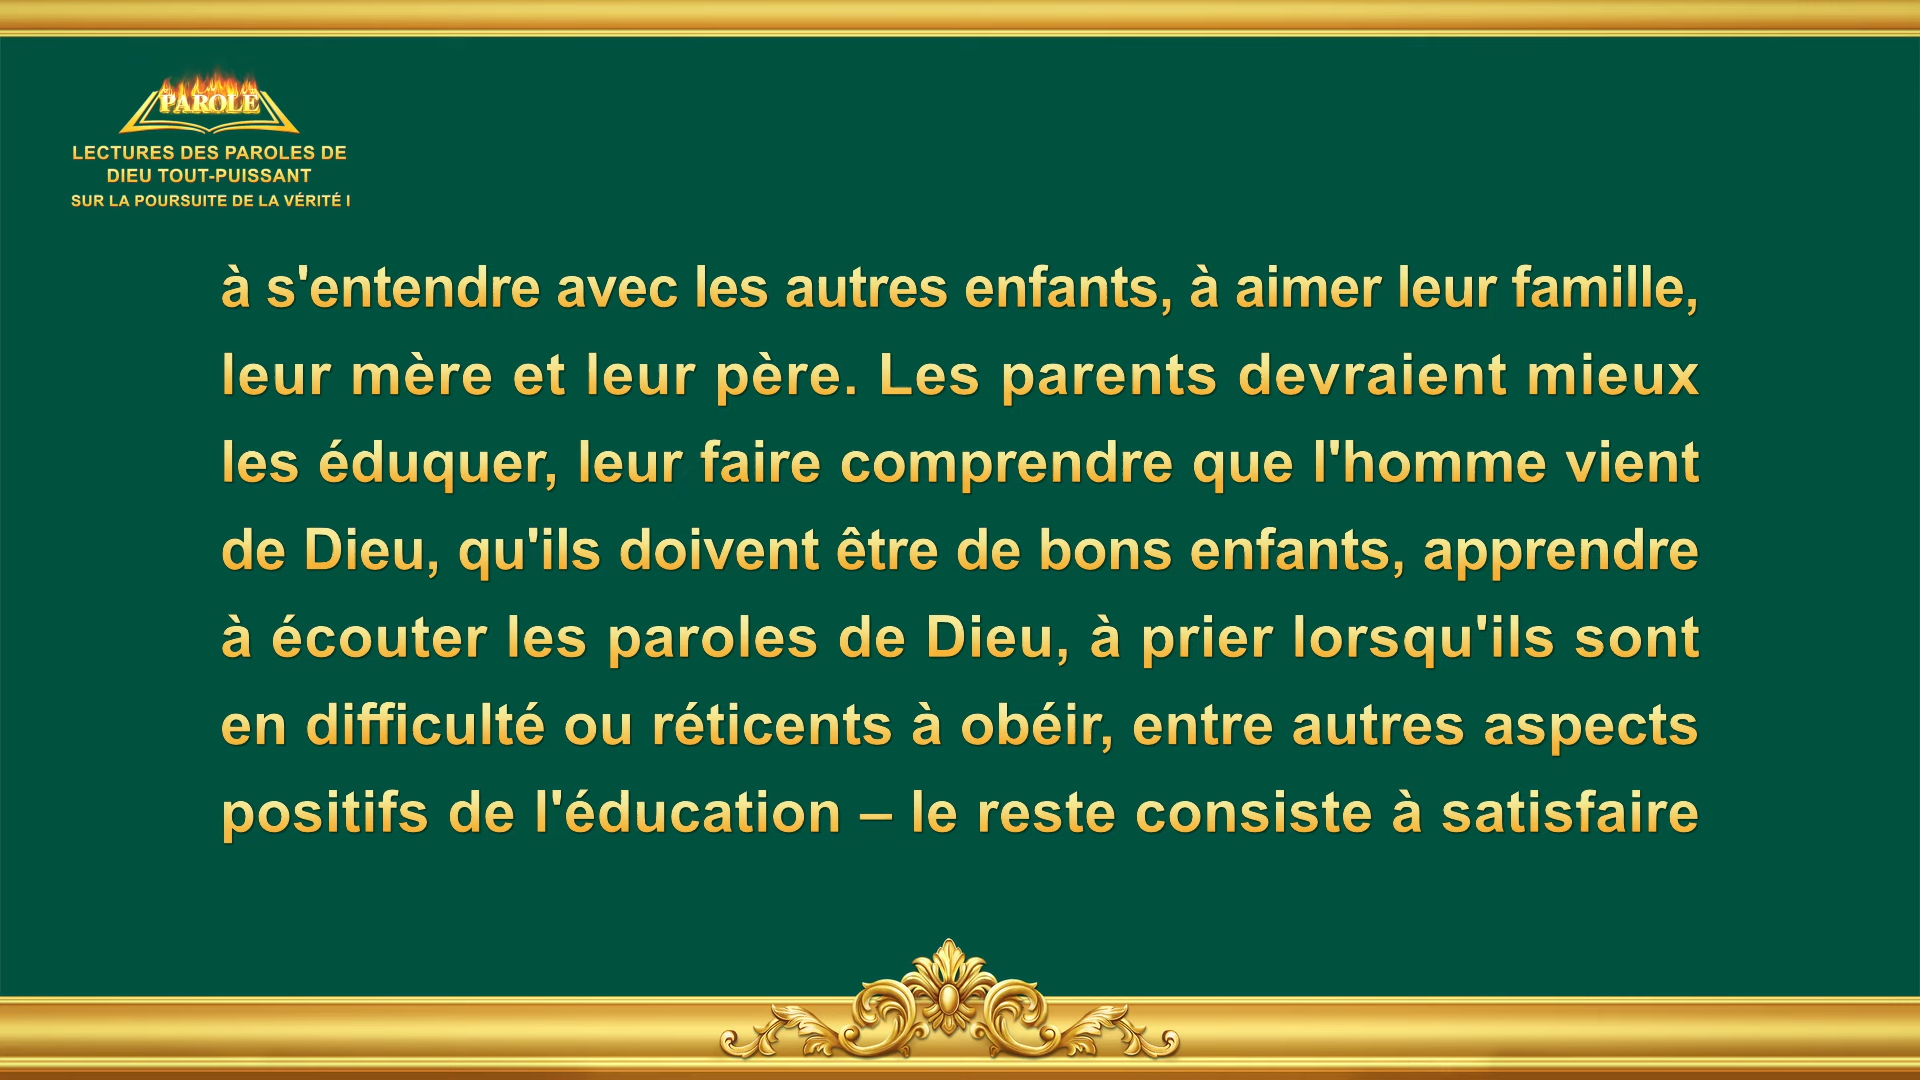 PAROLE
LECTURES DES PAROLES DE
DIEU TOUT-PUISSANT
SUR LA POURSUITE DE LA VÉRITÉ I
à s'entendre avec les autres enfants, à aimer leur famille,
leur mère et leur père. Les parents devraient mieux
les éduquer, leur faire comprendre que l'homme vient
de Dieu, qu'ils doivent être de bons enfants, apprendre
à écouter les paroles de Dieu, à prier lorsqu'ils sont
en difficulté ou réticents à obéir, entre autres aspects
positifs de l'éducation – le reste consiste à satisfaire